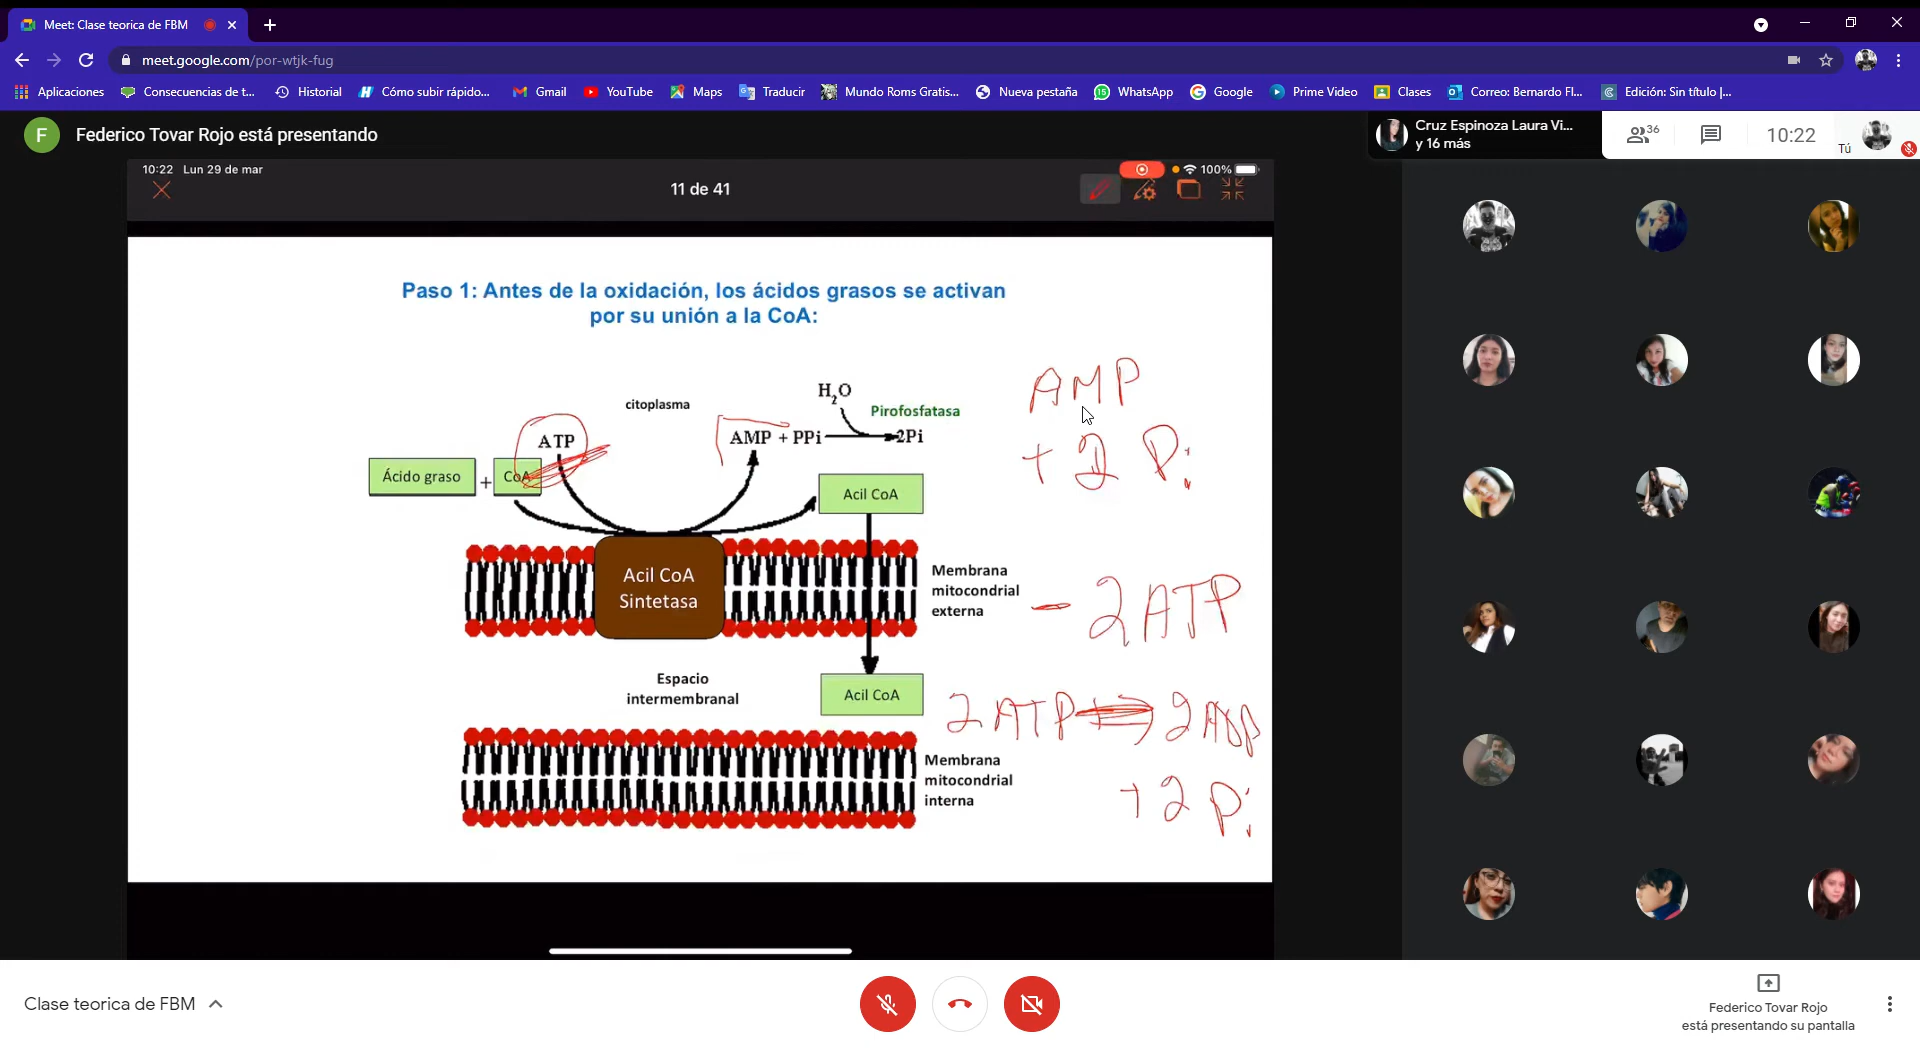 Meet: Clase teorica de FBM
meet.google.com/por-wtjk-fug
Aplicaciones
Consecuencias de t...
Historial
Cómo subir rápido...
Gmail
YouTube
Maps
Traducir
Mundo Roms Gratis...
Nueva pestaña
15
WhatsApp
Google
Prime Video
Clases
Correo: Bernardo Fl...
Edición: Sin título |...
F
Federico Tovar Rojo está presentando
Cruz Espinoza Laura Vi...
y 16 más
36
10:22
Tú
10:22 Lun 29 de mar
100%
11 de 41
Paso 1: Antes de la oxidación, los ácidos grasos se activan
por su unión a la CoA:
citoplasma
H2O
Pirofosfatasa
ATP
AMP + PPi
2Pi
Ácido graso
+
CoA
Acil CoA
Acil CoA
Sintetasa
Membrana
mitocondrial
externa
Espacio
intermembranal
Acil CoA
Membrana
mitocondrial
interna
AMP
+ 2 Pi
- 2ATP
2 ATP → 2 ADP
+ 2 Pi
Clase teorica de FBM
Federico Tovar Rojo
está presentando su pantalla